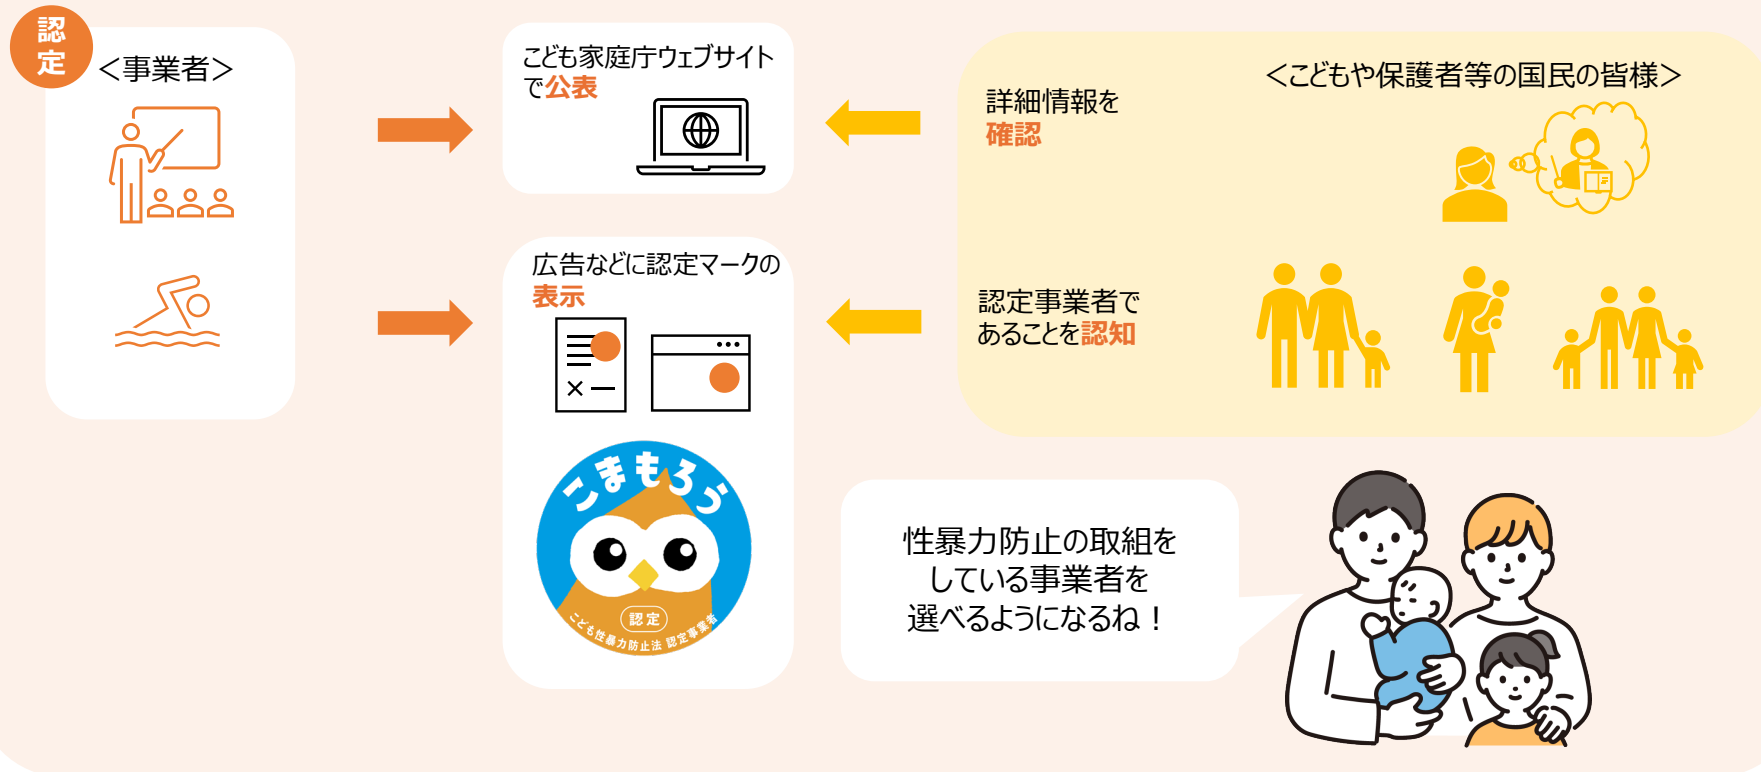 認
定
＜事業者＞
こども家庭庁ウェブサイト
で公表
広告などに認定マークの
表示
こまもろう
認定
こども性暴力防止法 認定事業者
＜こどもや保護者等の国民の皆様＞
詳細情報を
確認
認定事業者で
あることを認知
性暴力防止の取組を
している事業者を
選べるようになるね！